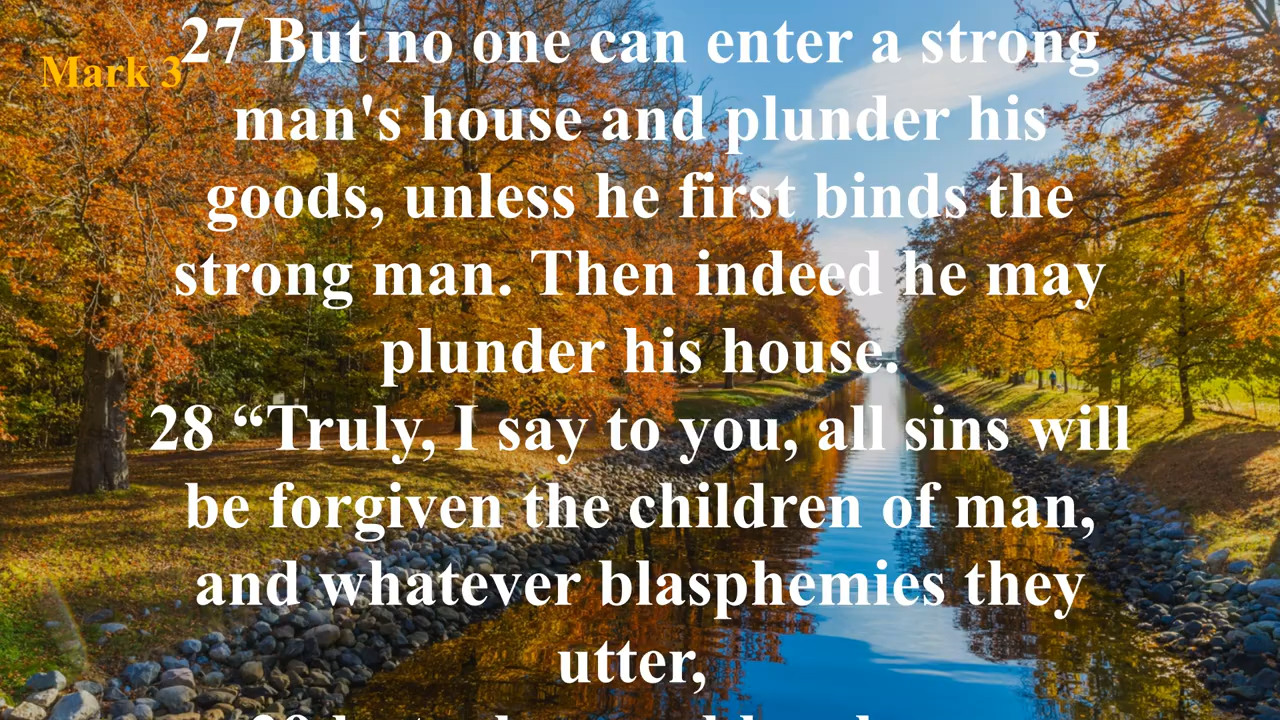 Mark 3
27 But no one can enter a strong
man's house and plunder his
goods, unless he first binds the
strong man. Then indeed he may
plunder his house.
28 “Truly, I say to you, all sins will
be forgiven the children of man,
and whatever blasphemies they
utter,